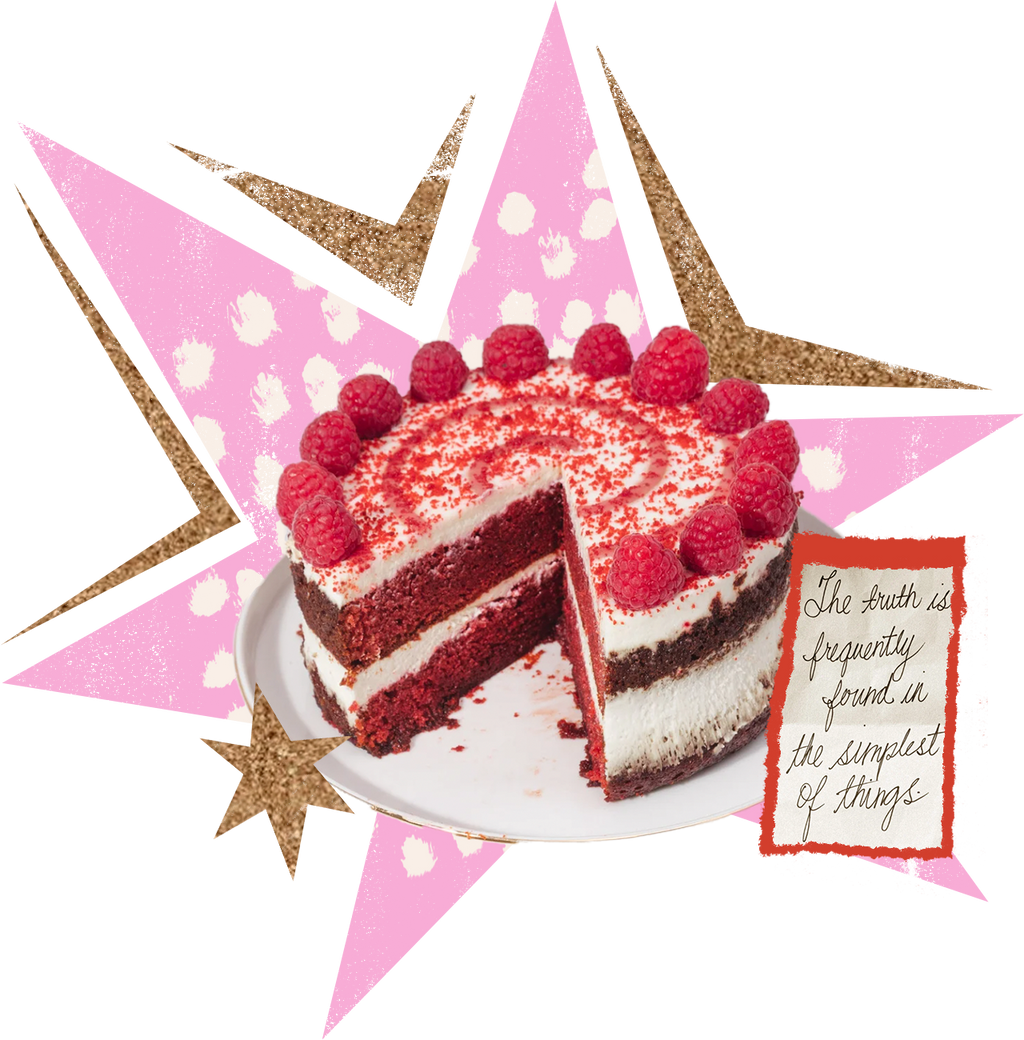 The truth is
frequently
found in
the simplest
of things.